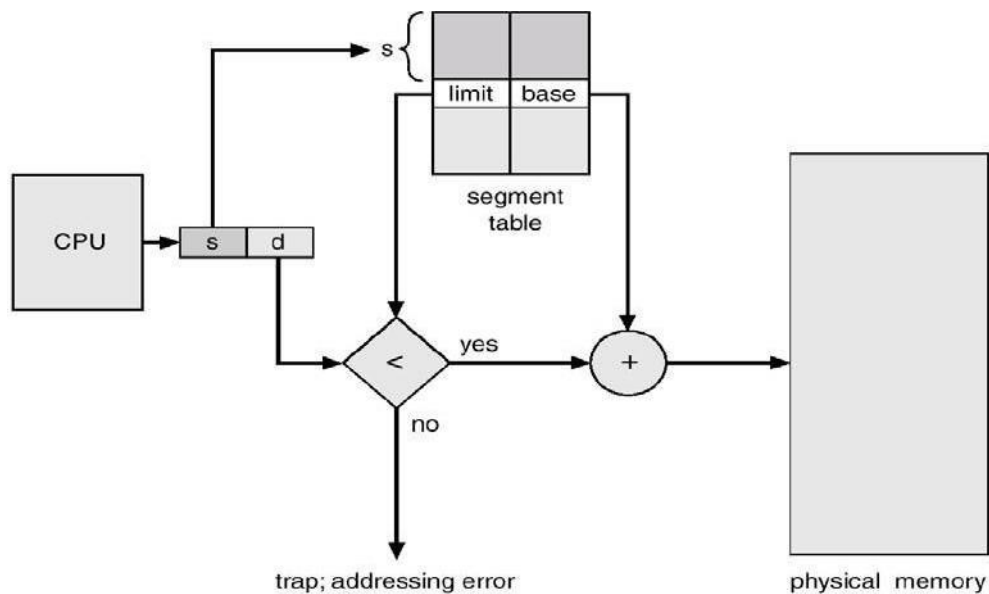 s
limit base
segment
table
CPU
s d
<
yes
+
no
trap; addressing error
physical memory